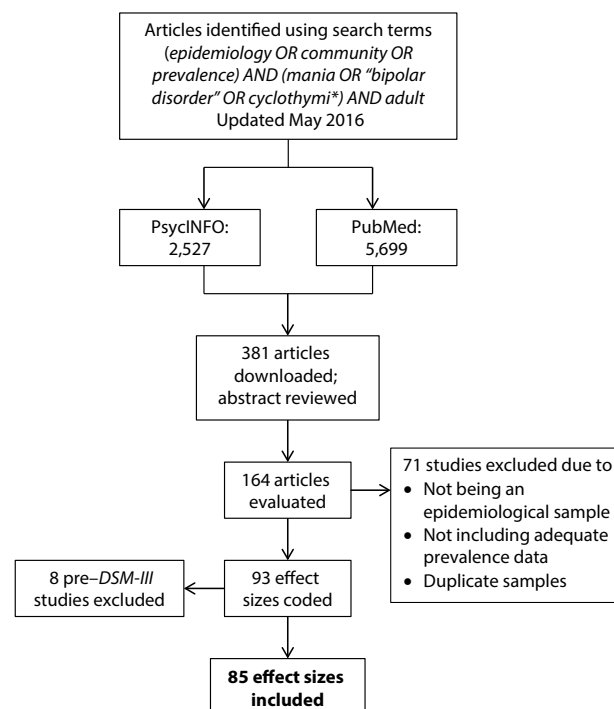 Articles identified using search terms
(epidemiology OR community OR
prevalence) AND (mania OR “bipolar
disorder” OR cyclothymi*) AND adult
Updated May 2016
PsycINFO:
2,527
PubMed:
5,699
381 articles
downloaded;
abstract reviewed
164 articles
evaluated
71 studies excluded due to
• Not being an
epidemiological sample
• Not including adequate
prevalence data
• Duplicate samples
8 pre–DSM-III
studies excluded
93 effect
sizes coded
85 effect sizes
included